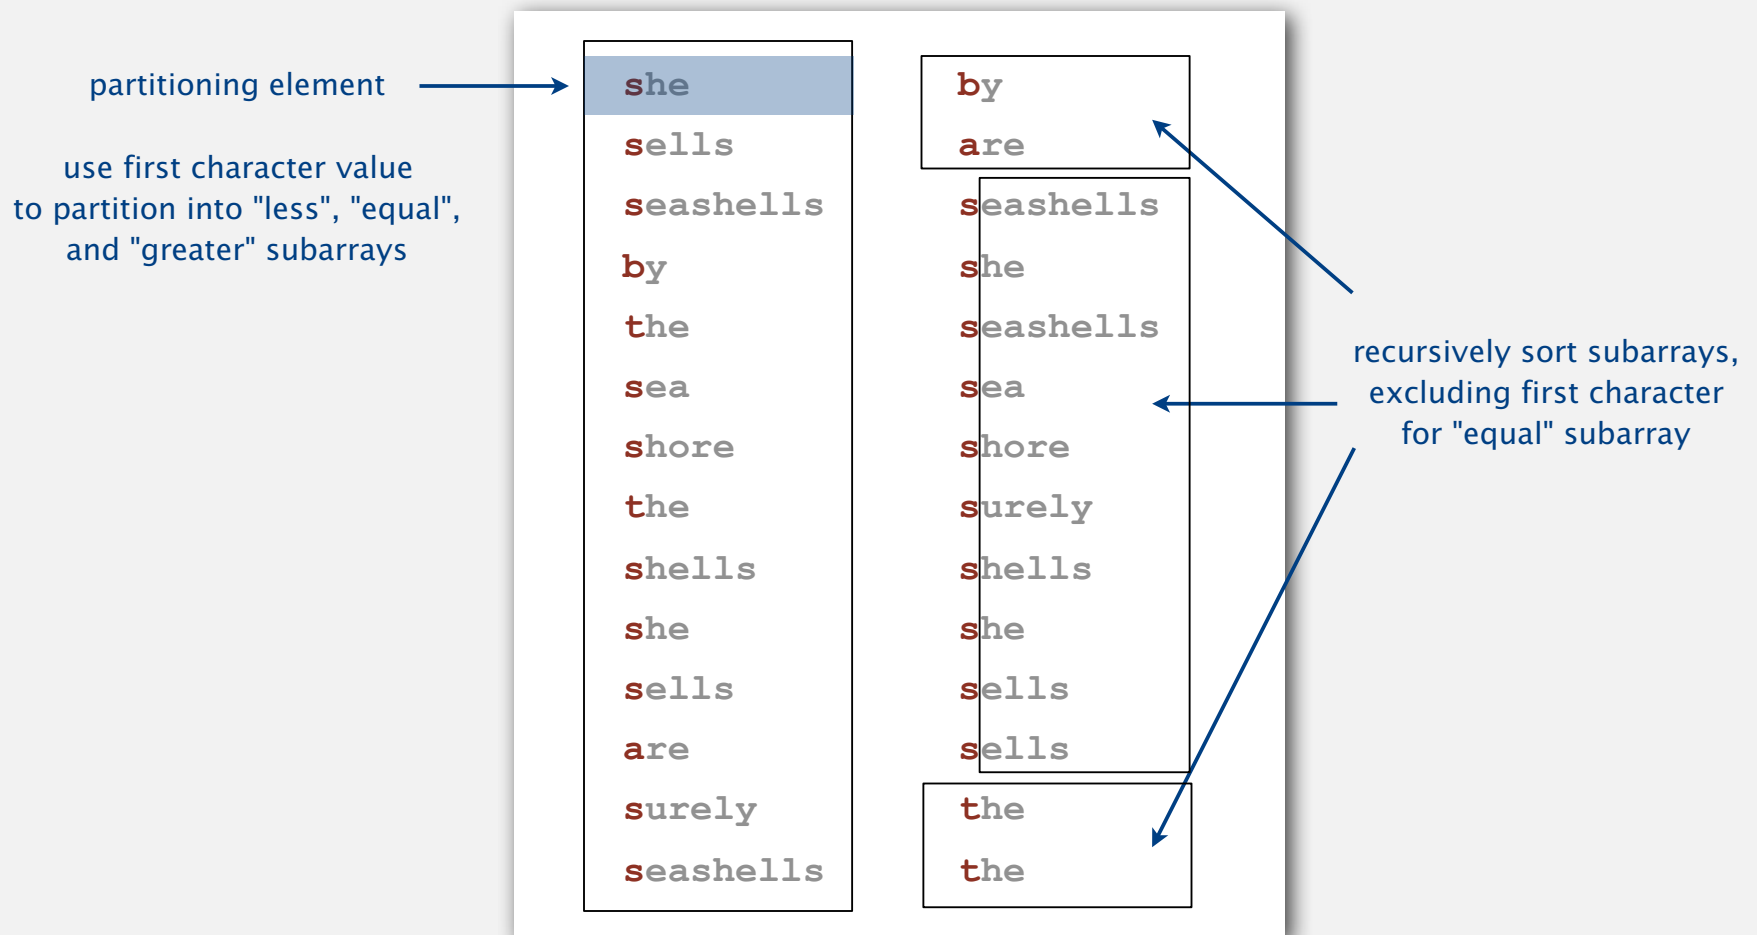 partitioning element
use first character value
to partition into "less", "equal",
and "greater" subarrays
she
sells
seashells
by
the
sea
shore
the
shells
she
sells
are
surely
seashells
by
are
seashells
she
seashells
sea
shore
surely
shells
she
sells
sells
the
the
recursively sort subarrays,
excluding first character
for "equal" subarray